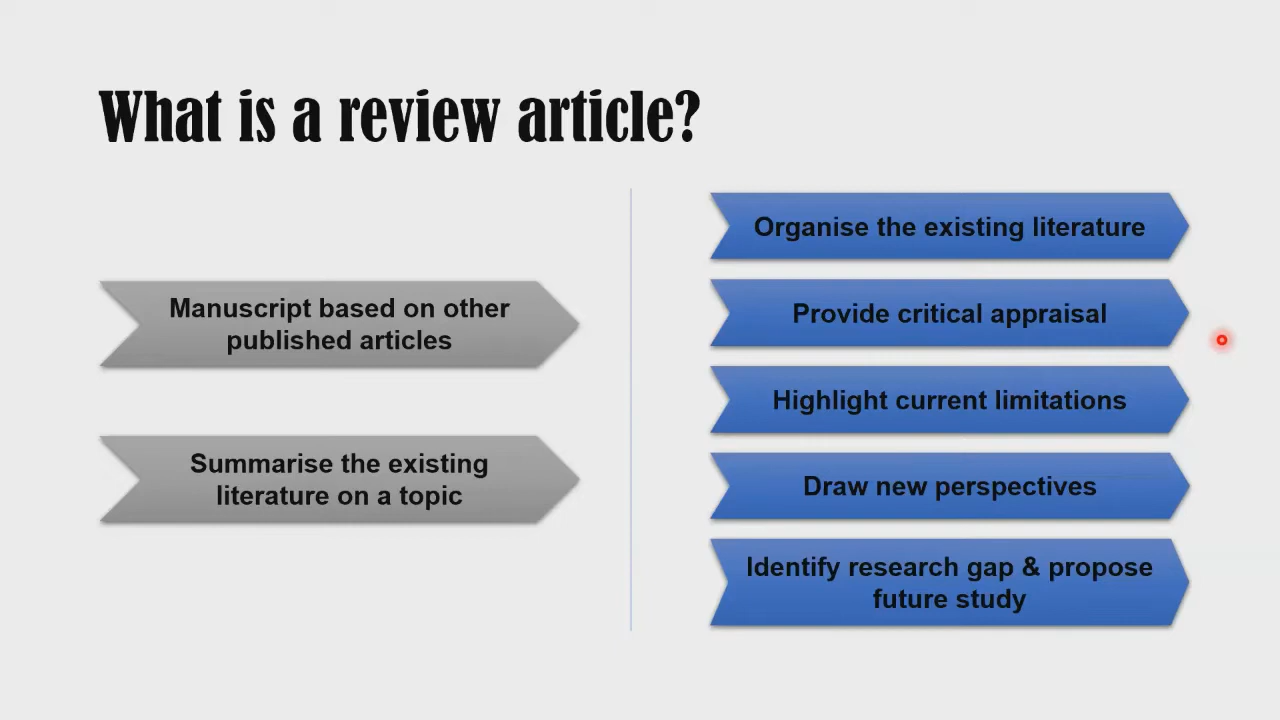 What is a review article?
Manuscript based on other
published articles
Summarise the existing
literature on a topic
Organise the existing literature
Provide critical appraisal
Highlight current limitations
Draw new perspectives
Identify research gap & propose
future study